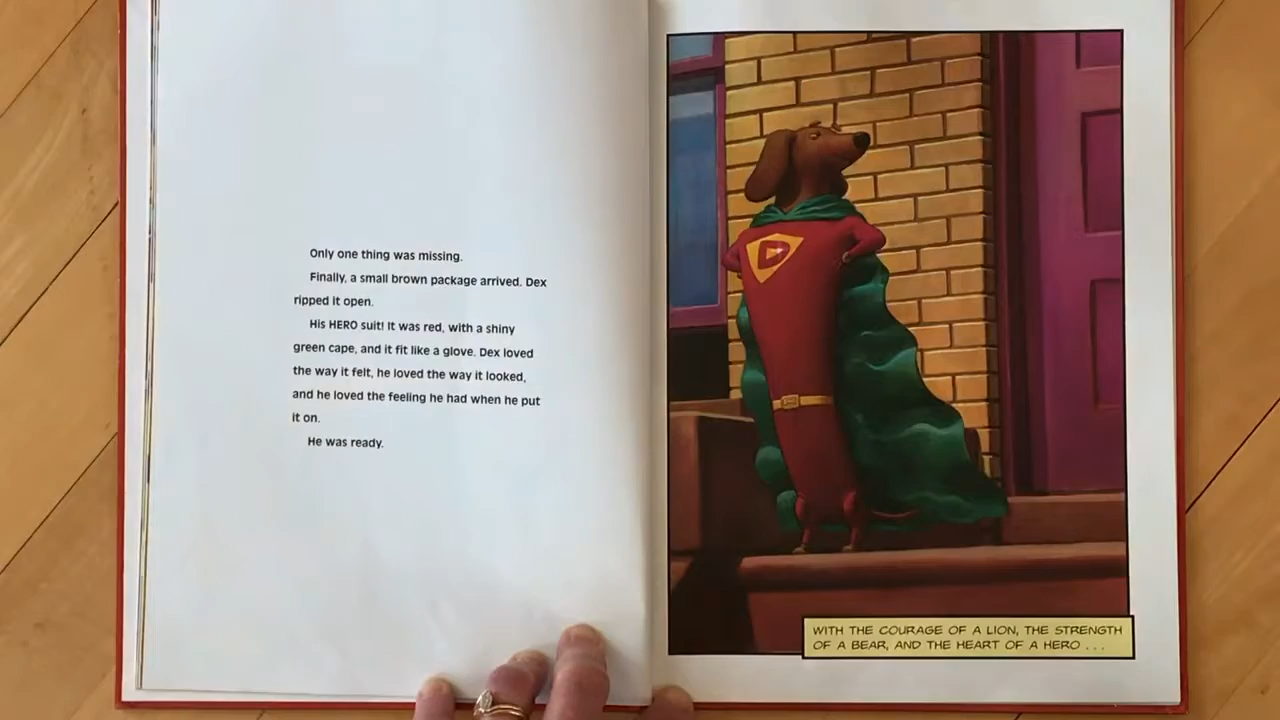 Only one thing was missing.
Finally, a small brown package arrived. Dex
ripped it open.
His HERO suit! It was red, with a shiny
green cape, and it fit like a glove. Dex loved
the way it felt, he loved the way it looked,
and he loved the feeling he had when he put
it on.
He was ready.
D
WITH THE COURAGE OF A LION, THE STRENGTH
OF A BEAR, AND THE HEART OF A HERO . . .